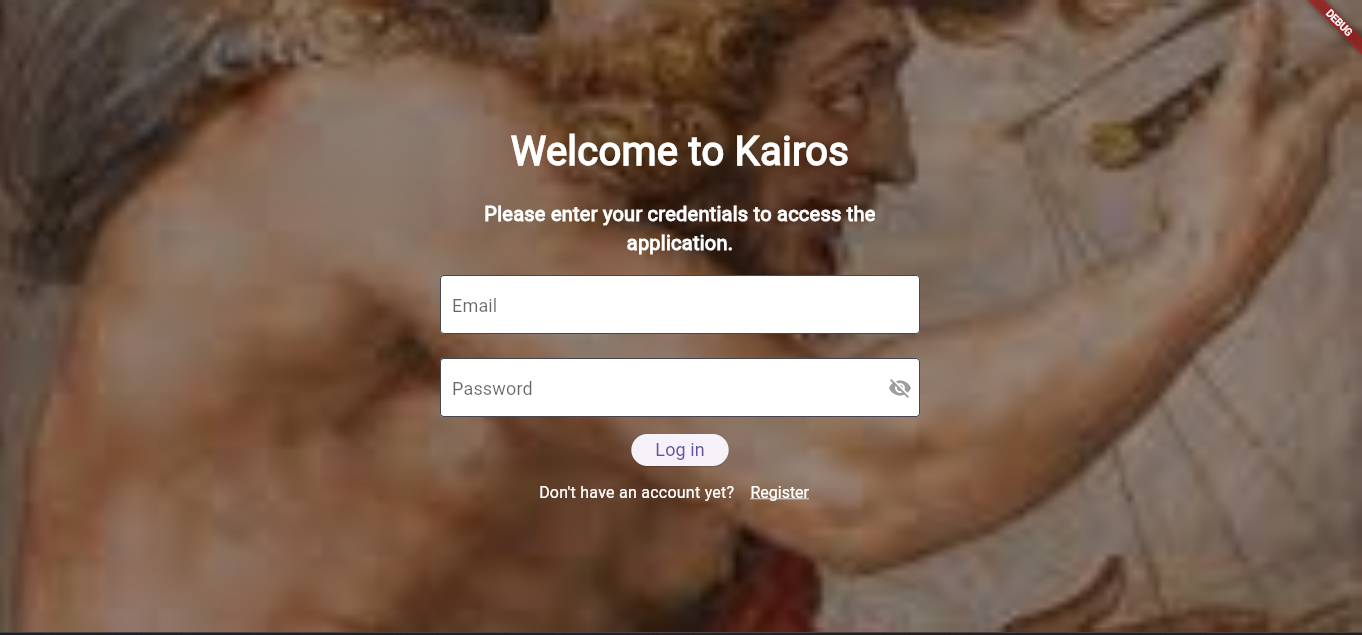 DEBUG
Welcome to Kairos
Please enter your credentials to access the
application.
Email
Password
Log in
Don't have an account yet? Register